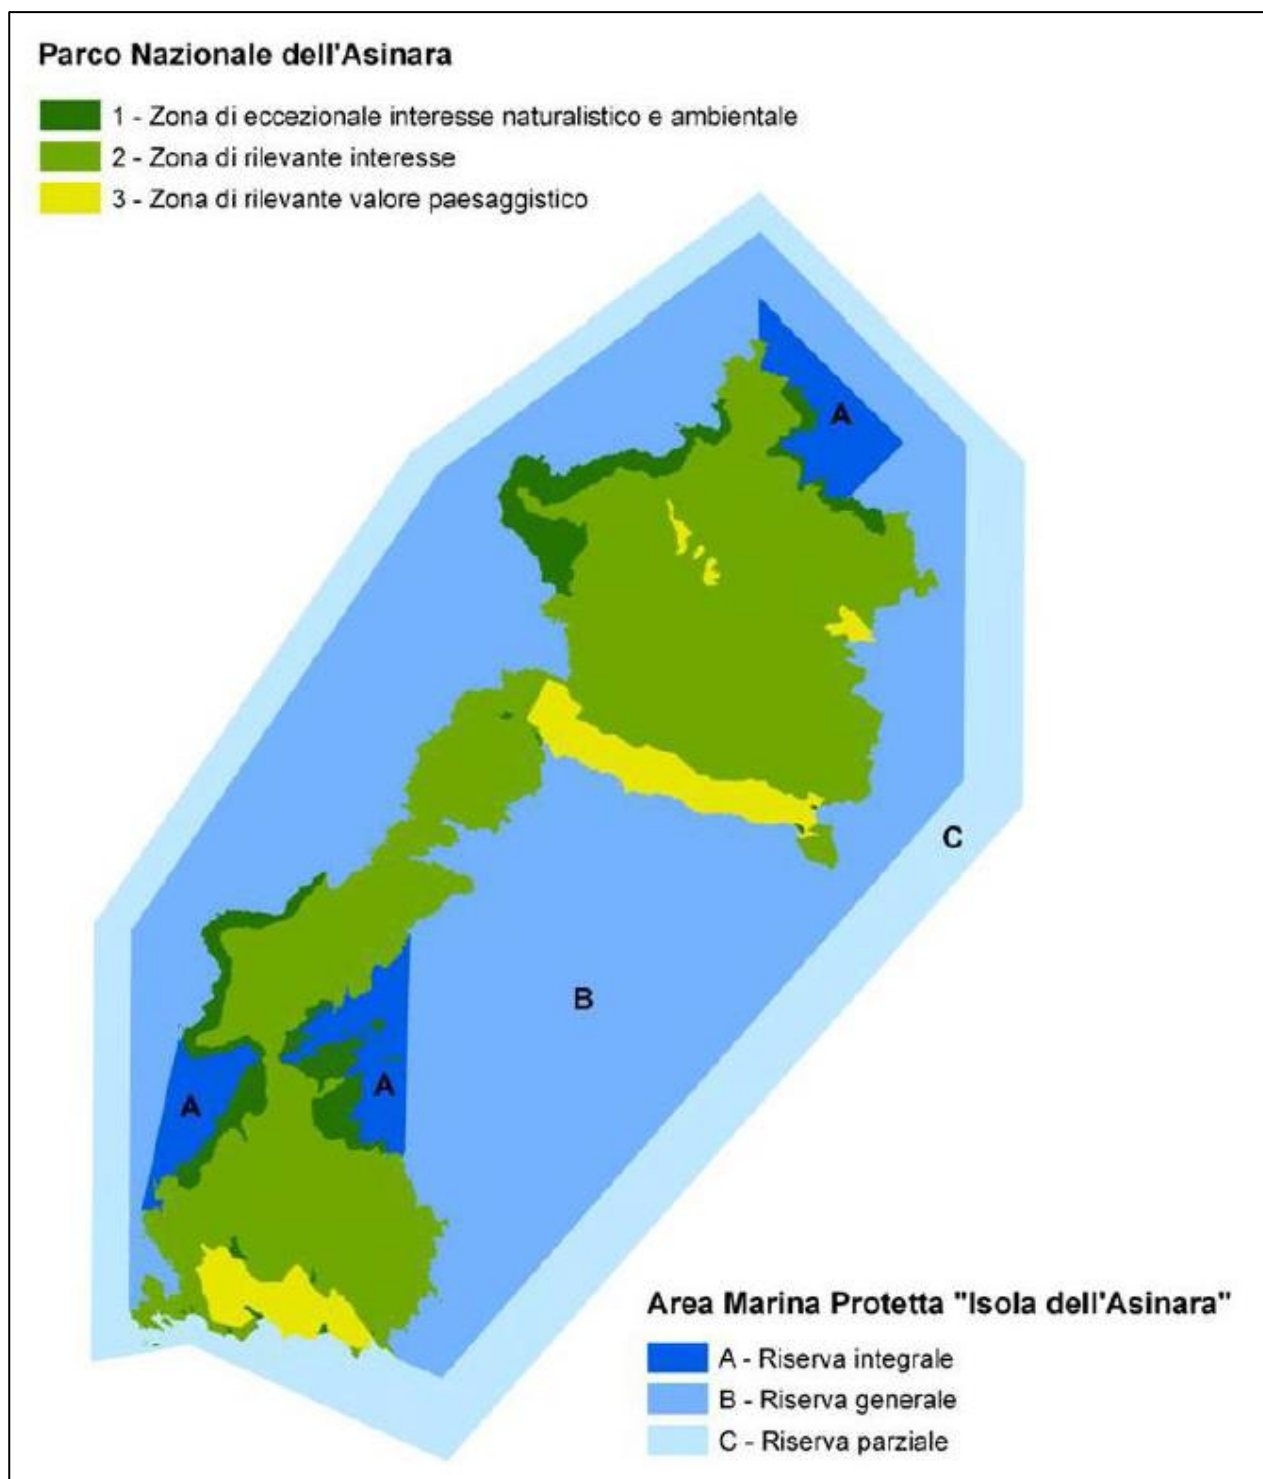 Parco Nazionale dell'Asinara
1 - Zona di eccezionale interesse naturalistico e ambientale
2 - Zona di rilevante interesse
3 - Zona di rilevante valore paesaggistico
A
C
B
A
A
Area Marina Protetta "Isola dell'Asinara"
A - Riserva integrale
B - Riserva generale
C - Riserva parziale